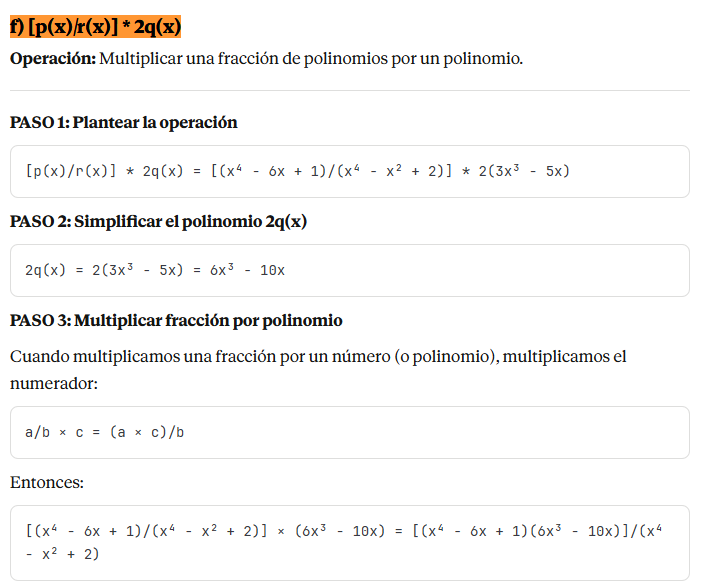 f) [p(x)/r(x)] * 2q(x)
Operación: Multiplicar una fracción de polinomios por un polinomio.
PASO 1: Plantear la operación
[p(x)/r(x)] * 2q(x) = [(x⁴ - 6x + 1)/(x⁴ - x² + 2)] * 2(3x³ - 5x)
PASO 2: Simplificar el polinomio 2q(x)
2q(x) = 2(3x³ - 5x) = 6x³ - 10x
PASO 3: Multiplicar fracción por polinomio
Cuando multiplicamos una fracción por un número (o polinomio), multiplicamos el
numerador:
a/b × c = (a × c)/b
Entonces:
[(x⁴ - 6x + 1)/(x⁴ - x² + 2)] × (6x³ - 10x) = [(x⁴ - 6x + 1)(6x³ - 10x)]/(x⁴
- x² + 2)